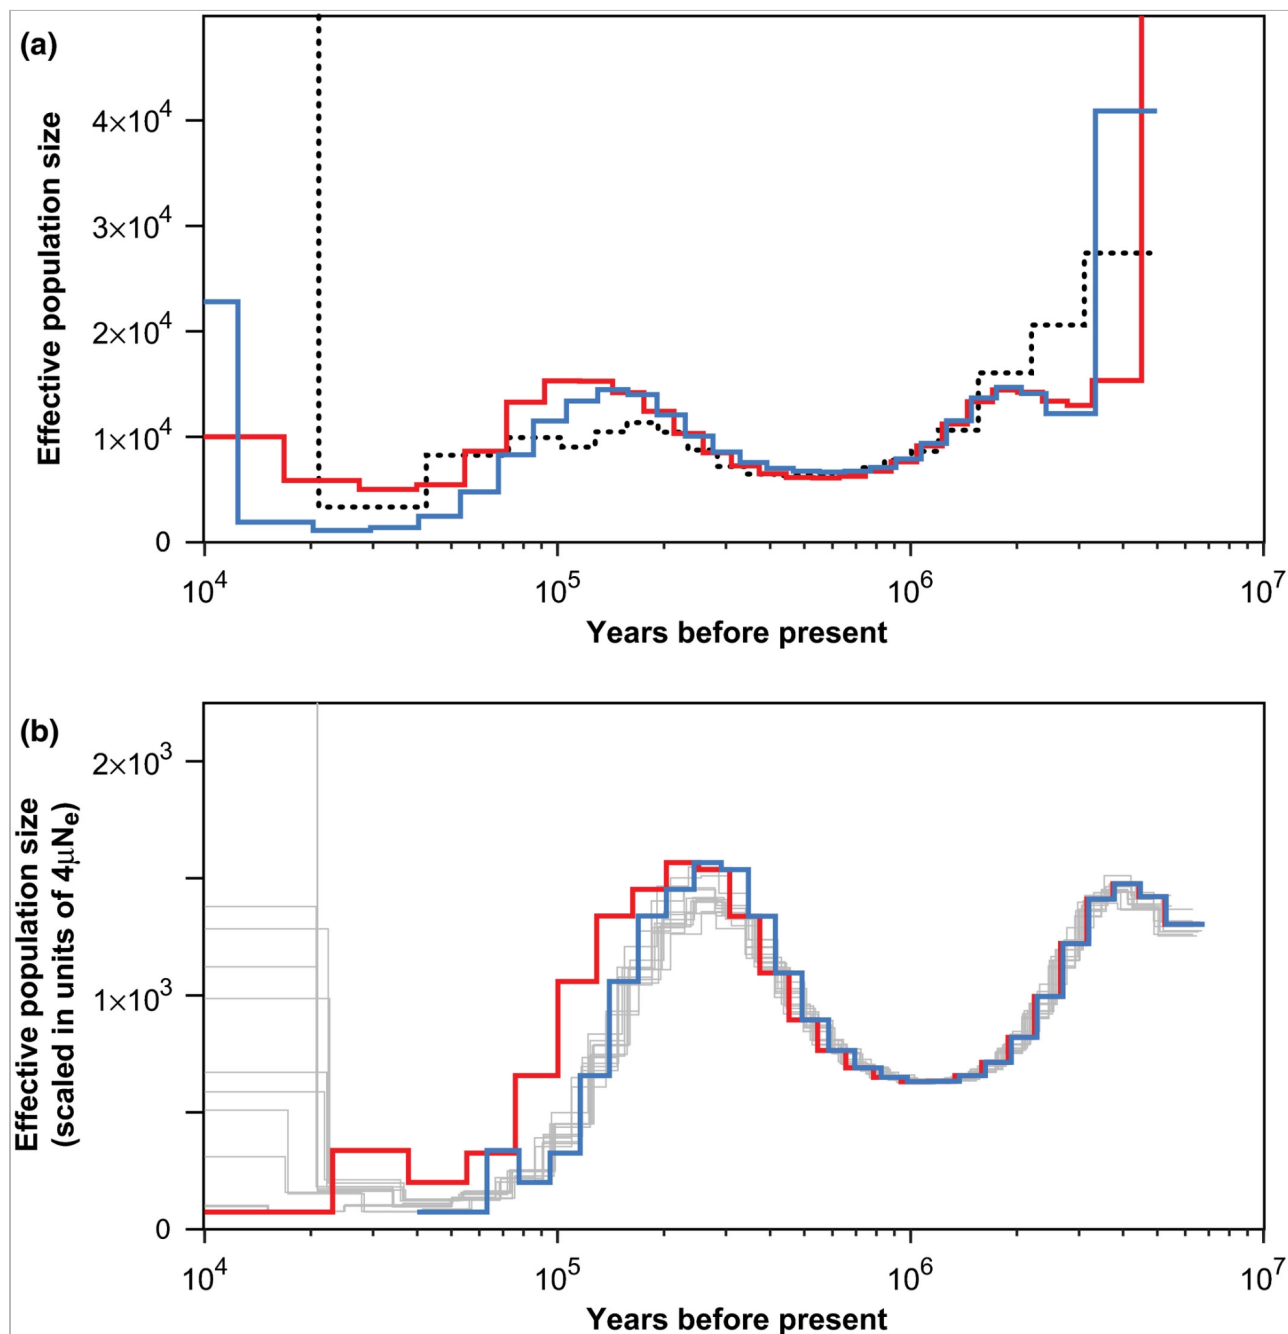 (a)
Effective population size
4×10⁴
3×10⁴
2×10⁴
1×10⁴
0
10⁴
10⁵
10⁶
10⁷
Years before present
(b)
Effective population size
(scaled in units of 4μNₑ)
2×10³
1×10³
0
10⁴
10⁵
10⁶
10⁷
Years before present